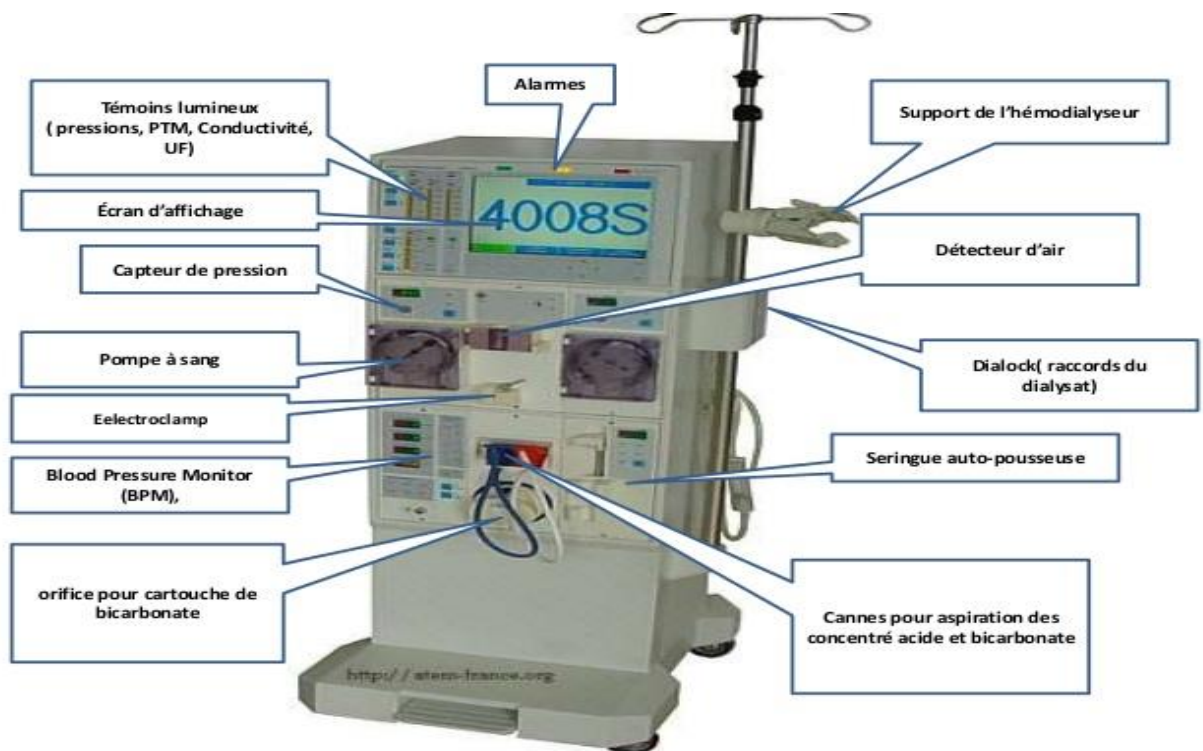 Alarmes
Témoins lumineux
( pressions, PTM, Conductivité,
UF)
Support de l'hémodialyseur
Écran d'affichage
4008S
Capteur de pression
Détecteur d'air
Pompe à sang
Dialock( raccords du
dialysat)
Eelectroclamp
Seringue auto-pousseuse
Blood Pressure Monitor
(BPM),
orifice pour cartouche de
bicarbonate
Cannes pour aspiration des
concentré acide et bicarbonate
http://atem-france.org